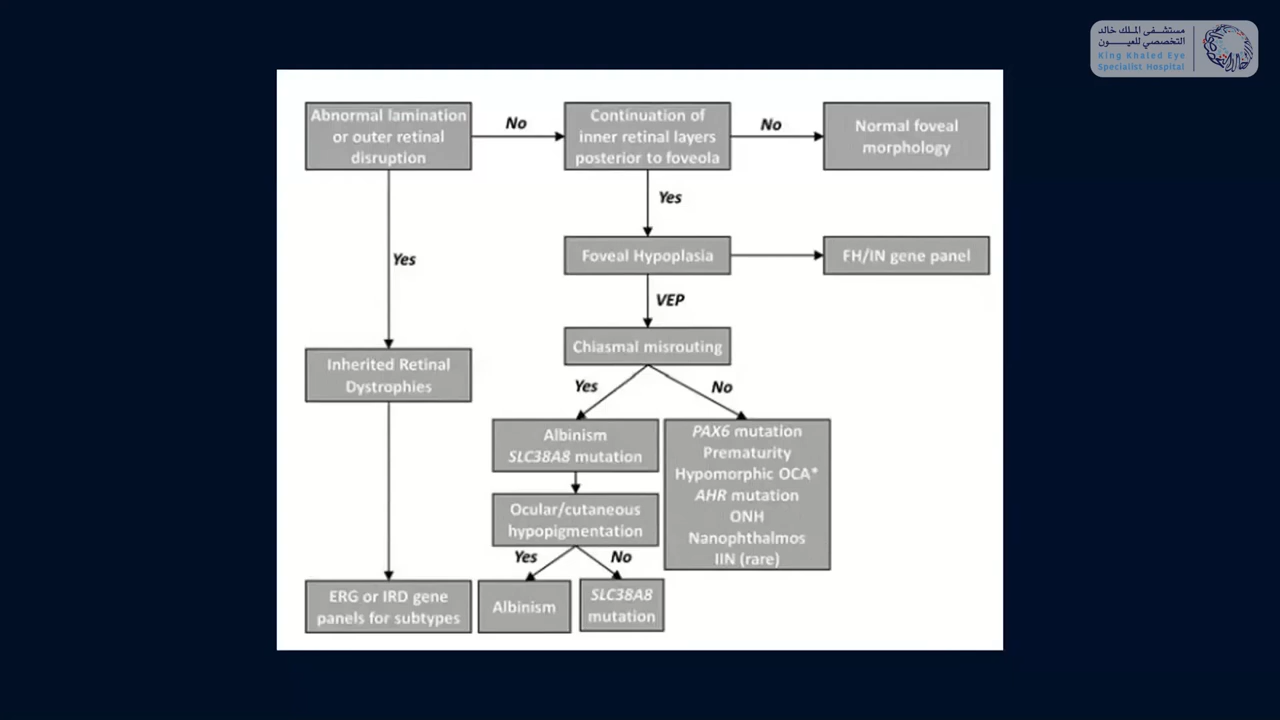 مستشفى الملك خالد
التخصصي للعيون
King Khaled Eye
Specialist Hospital
Abnormal lamination
or outer retinal
disruption
No
Continuation of
inner retinal layers
posterior to foveola
No
Normal foveal
morphology
Yes
Yes
Foveal Hypoplasia
FH/IN gene panel
VEP
Chiasmal misrouting
Inherited Retinal
Dystrophies
Yes
No
Albinism
SLC38A8 mutation
PAX6 mutation
Prematurity
Hypomorphic OCA*
AHR mutation
ONH
Nanophthalmos
IIN (rare)
Ocular/cutaneous
hypopigmentation
Yes
No
ERG or IRD gene
panels for subtypes
Albinism
SLC38A8
mutation